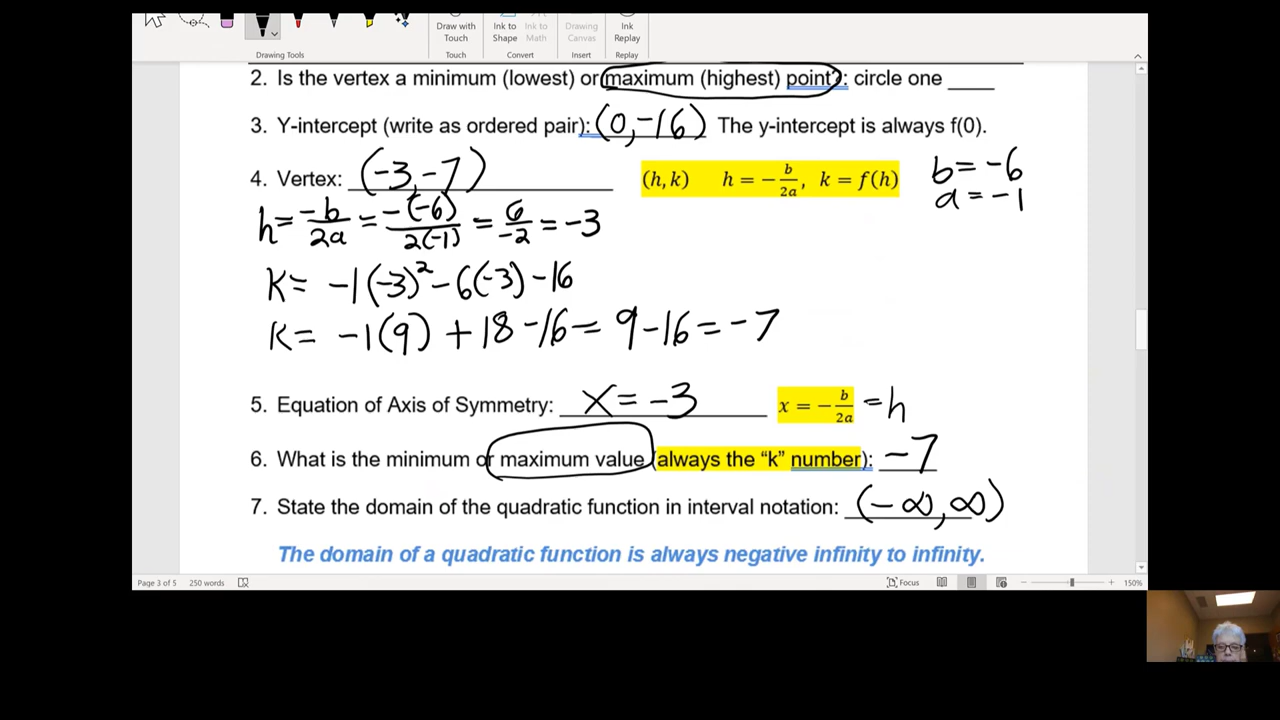 Draw with Touch
Ink to Shape
Ink to Math
Drawing Canvas
Ink Replay
Drawing Tools
Touch
Convert
Insert
Replay
2. Is the vertex a minimum (lowest) or maximum (highest) point?: circle one ____
3. Y-intercept (write as ordered pair): (0,-16) The y-intercept is always f(0).
4. Vertex: (-3,-7) (h, k) h = -b/2a, k = f(h) b = -6
a = -1
h = -b/2a = -(-6)/2(-1) = 6/-2 = -3
K = -1(-3)² - 6(-3) - 16
K = -1(9) + 18 - 16 = 9 - 16 = -7
5. Equation of Axis of Symmetry: x = -3 x = -b/2a = h
6. What is the minimum or maximum value (always the “k” number): -7
7. State the domain of the quadratic function in interval notation: (-∞, ∞)
The domain of a quadratic function is always negative infinity to infinity.
Page 3 of 5 250 words Focus 150%